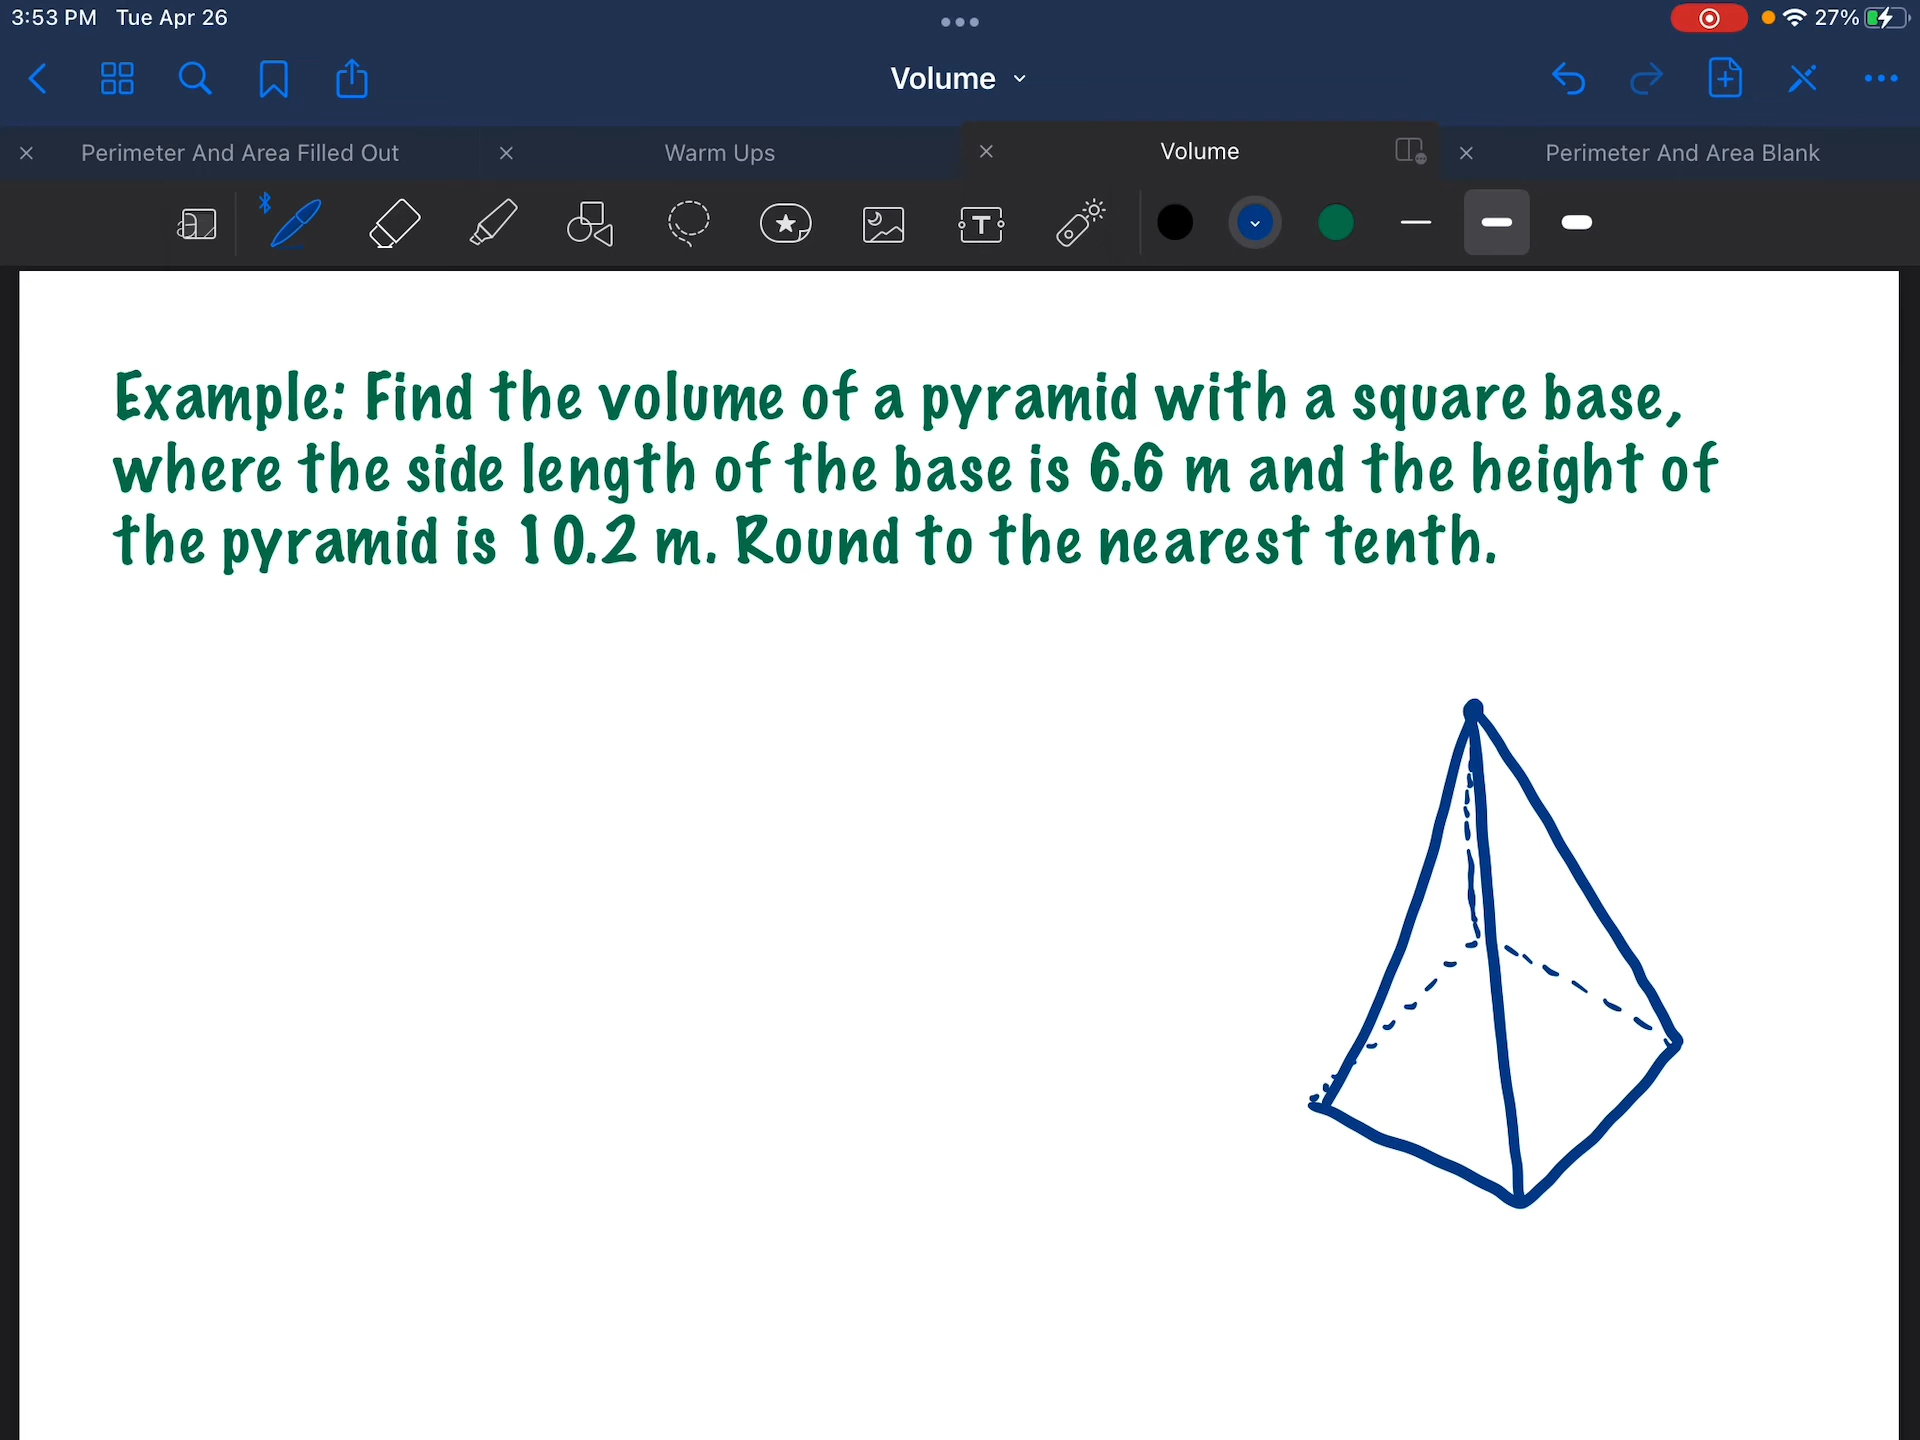 3:53 PM Tue Apr 26
27%
Volume
Perimeter And Area Filled Out
Warm Ups
Volume
Perimeter And Area Blank
Example: Find the volume of a pyramid with a square base,
where the side length of the base is 6.6 m and the height of
the pyramid is 10.2 m. Round to the nearest tenth.